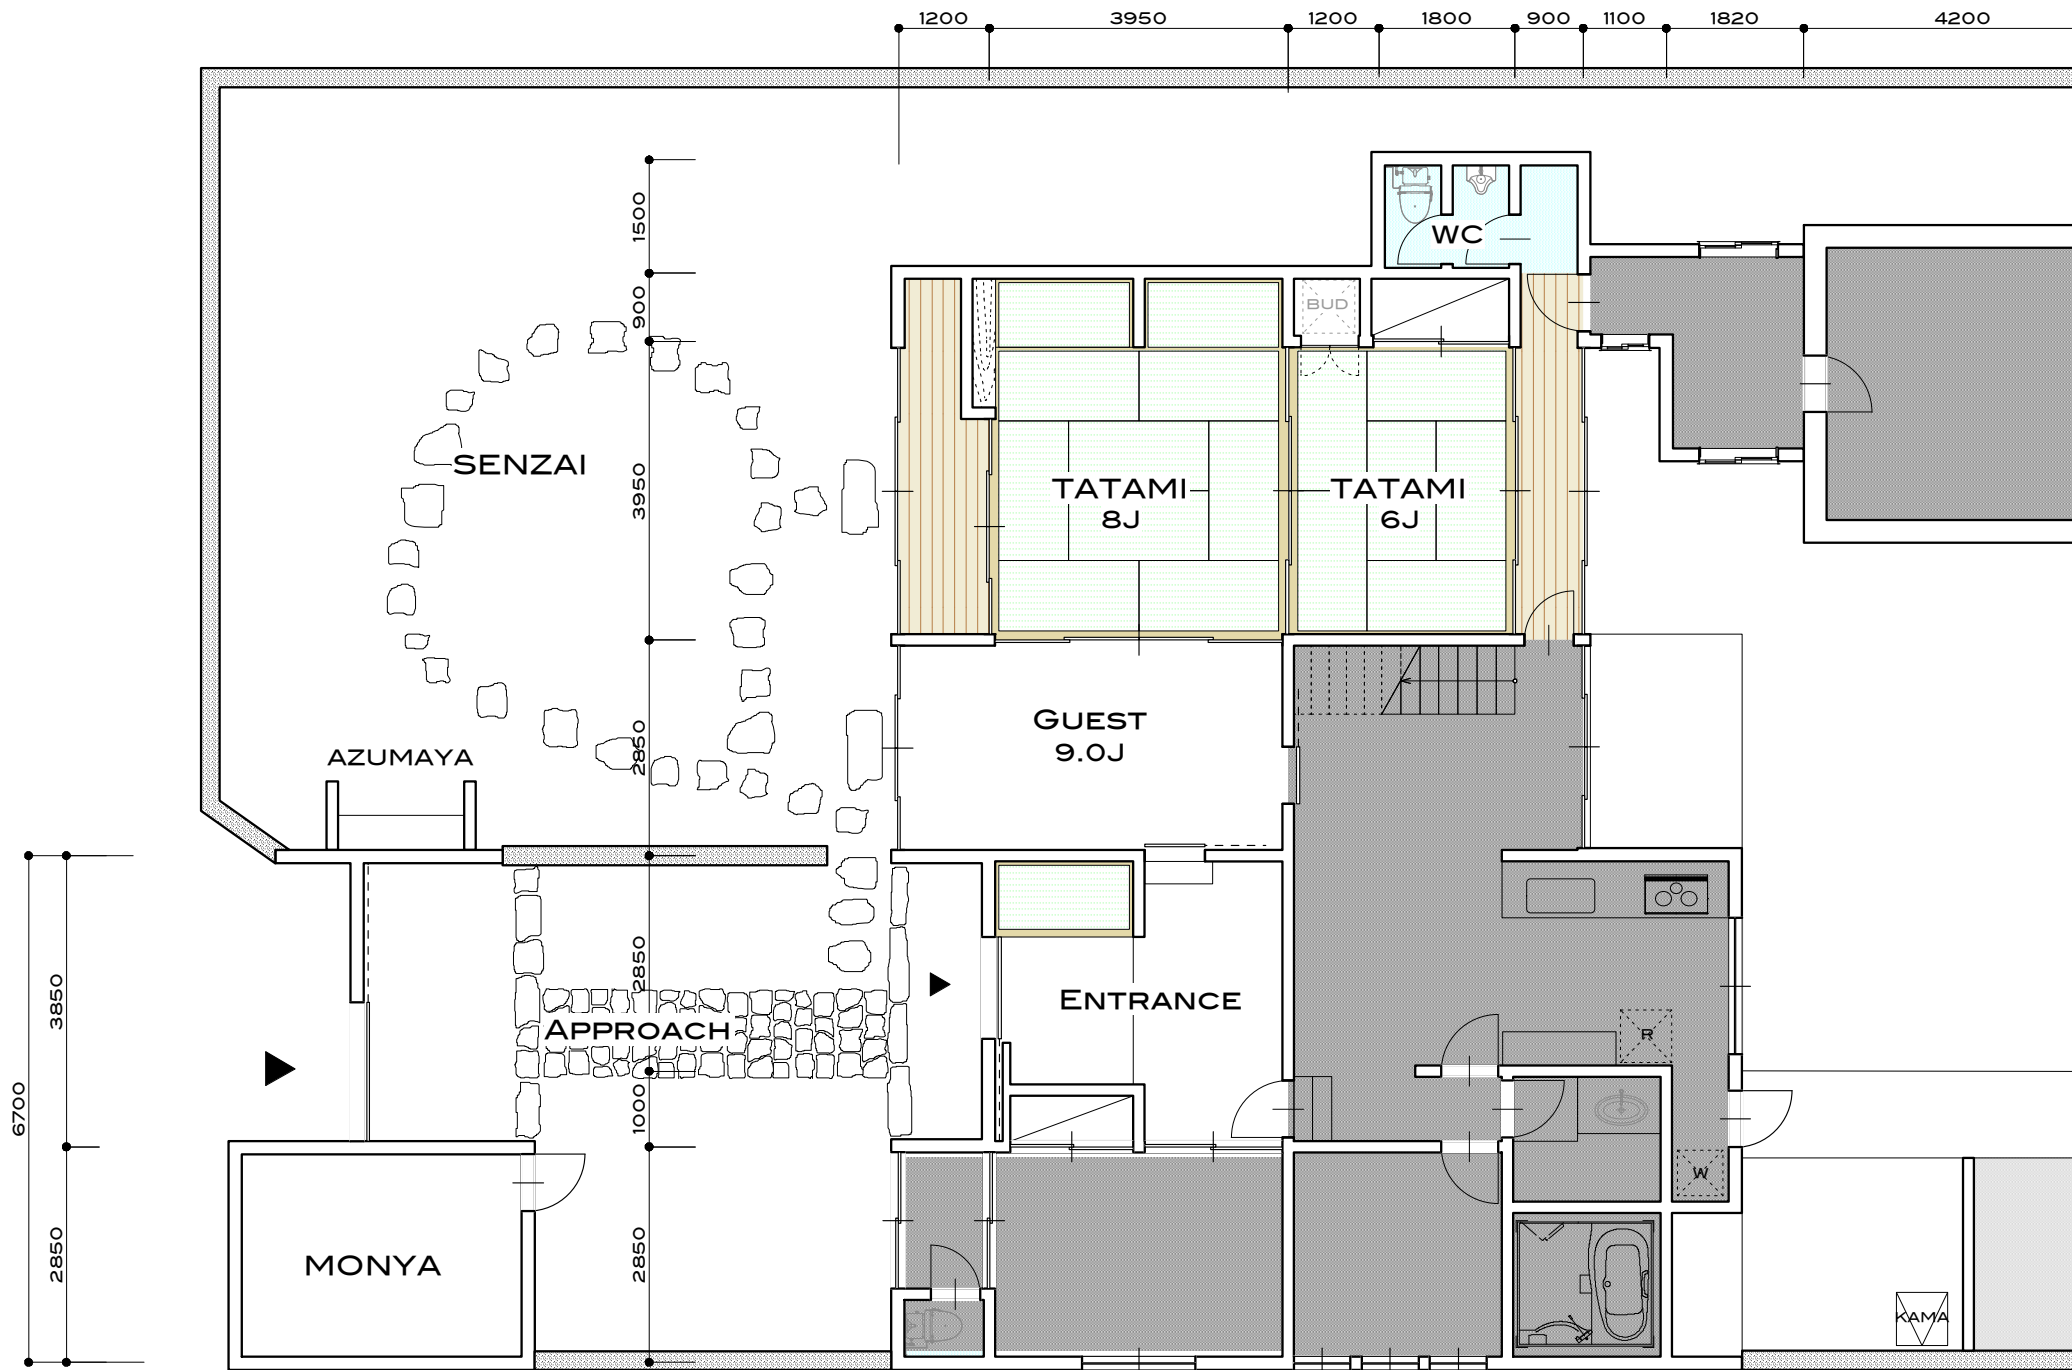 1200 3950 1200 1800 900 1100 1820 4200
1500
WC
900
BUD
SENZAI
3950
TATAMI
8J
TATAMI
6J
GUEST
9.0J
2850
AZUMAYA
3850
2850
ENTRANCE
APPROACH
R
6700
1000
W
2850
2850
MONYA
KAMA